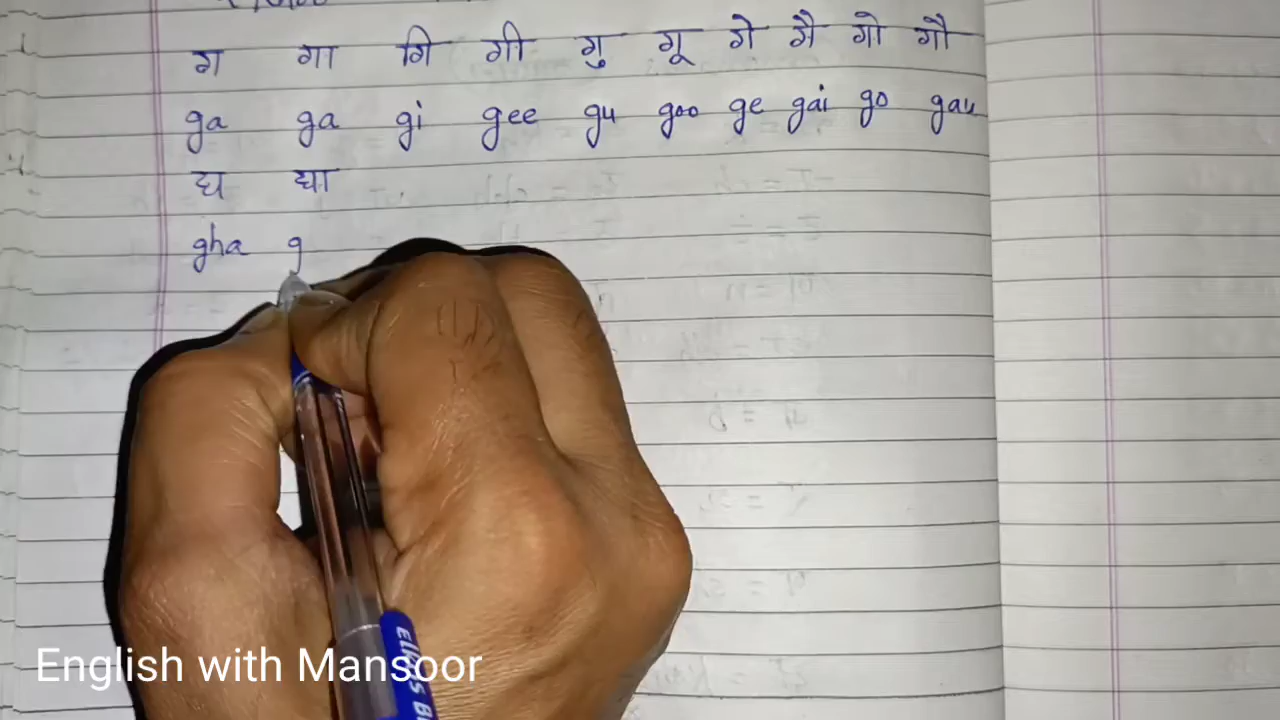 ग गा गि गी गु गू गे गै गो गौ
ga ga gi gee gu goo ge gai go gau
घ घा
gha g
English with Mansoor